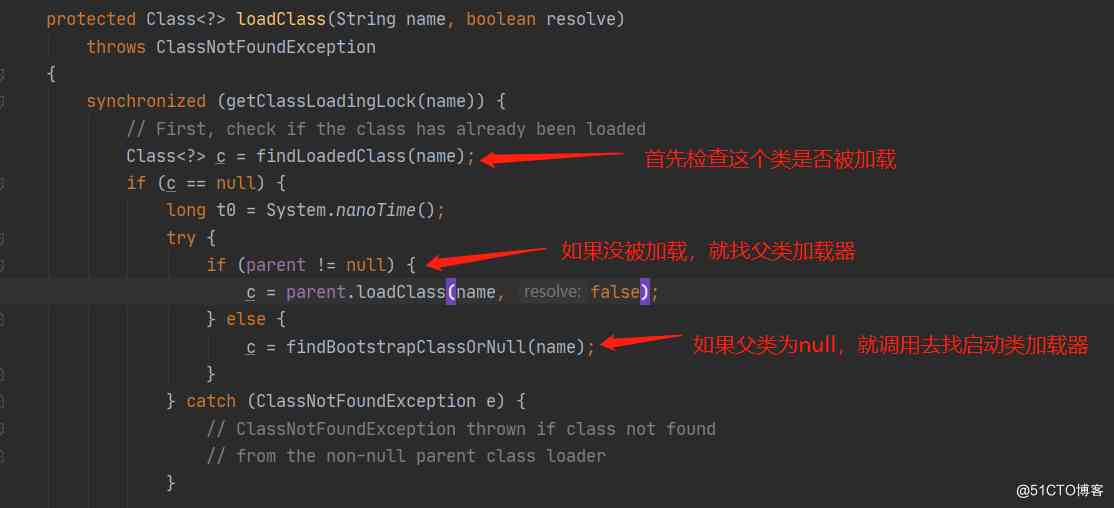 protected Class<?> loadClass(String name, boolean resolve)
throws ClassNotFoundException
{
synchronized (getClassLoadingLock(name)) {
// First, check if the class has already been loaded
Class<?> c = findLoadedClass(name); 首先检查这个类是否被加载
if (c == null) {
long t0 = System.nanoTime();
try {
if (parent != null) { 如果没被加载，就找父类加载器
c = parent.loadClass(name, resolve: false);
} else {
c = findBootstrapClassOrNull(name); 如果父类为null，就调用去找启动类加载器
}
} catch (ClassNotFoundException e) {
// ClassNotFoundException thrown if class not found
// from the non-null parent class loader
}
@51CTO博客